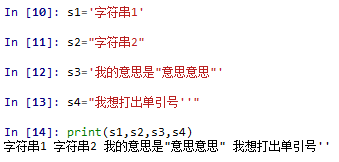 In [10]: s1='字符串1'
In [11]: s2="字符串2"
In [12]: s3='我的意思是"意思意思"'
In [13]: s4="我想打出单引号''"
In [14]: print(s1,s2,s3,s4)
字符串1 字符串2 我的意思是"意思意思" 我想打出单引号''